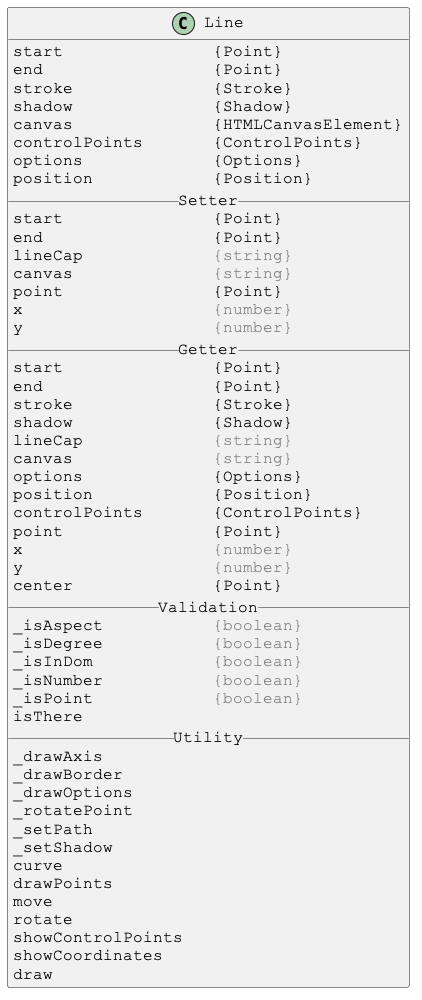 C Line
start {Point}
end {Point}
stroke {Stroke}
shadow {Shadow}
canvas {HTMLCanvasElement}
controlPoints {ControlPoints}
options {Options}
position {Position}
Setter
start {Point}
end {Point}
lineCap {string}
canvas {string}
point {Point}
x {number}
y {number}
Getter
start {Point}
end {Point}
stroke {Stroke}
shadow {Shadow}
lineCap {string}
canvas {string}
options {Options}
position {Position}
controlPoints {ControlPoints}
point {Point}
x {number}
y {number}
center {Point}
Validation
_isAspect {boolean}
_isDegree {boolean}
_isInDom {boolean}
_isNumber {boolean}
_isPoint {boolean}
isThere
Utility
_drawAxis
_drawBorder
_drawOptions
_rotatePoint
_setPath
_setShadow
curve
drawPoints
move
rotate
showControlPoints
showCoordinates
draw